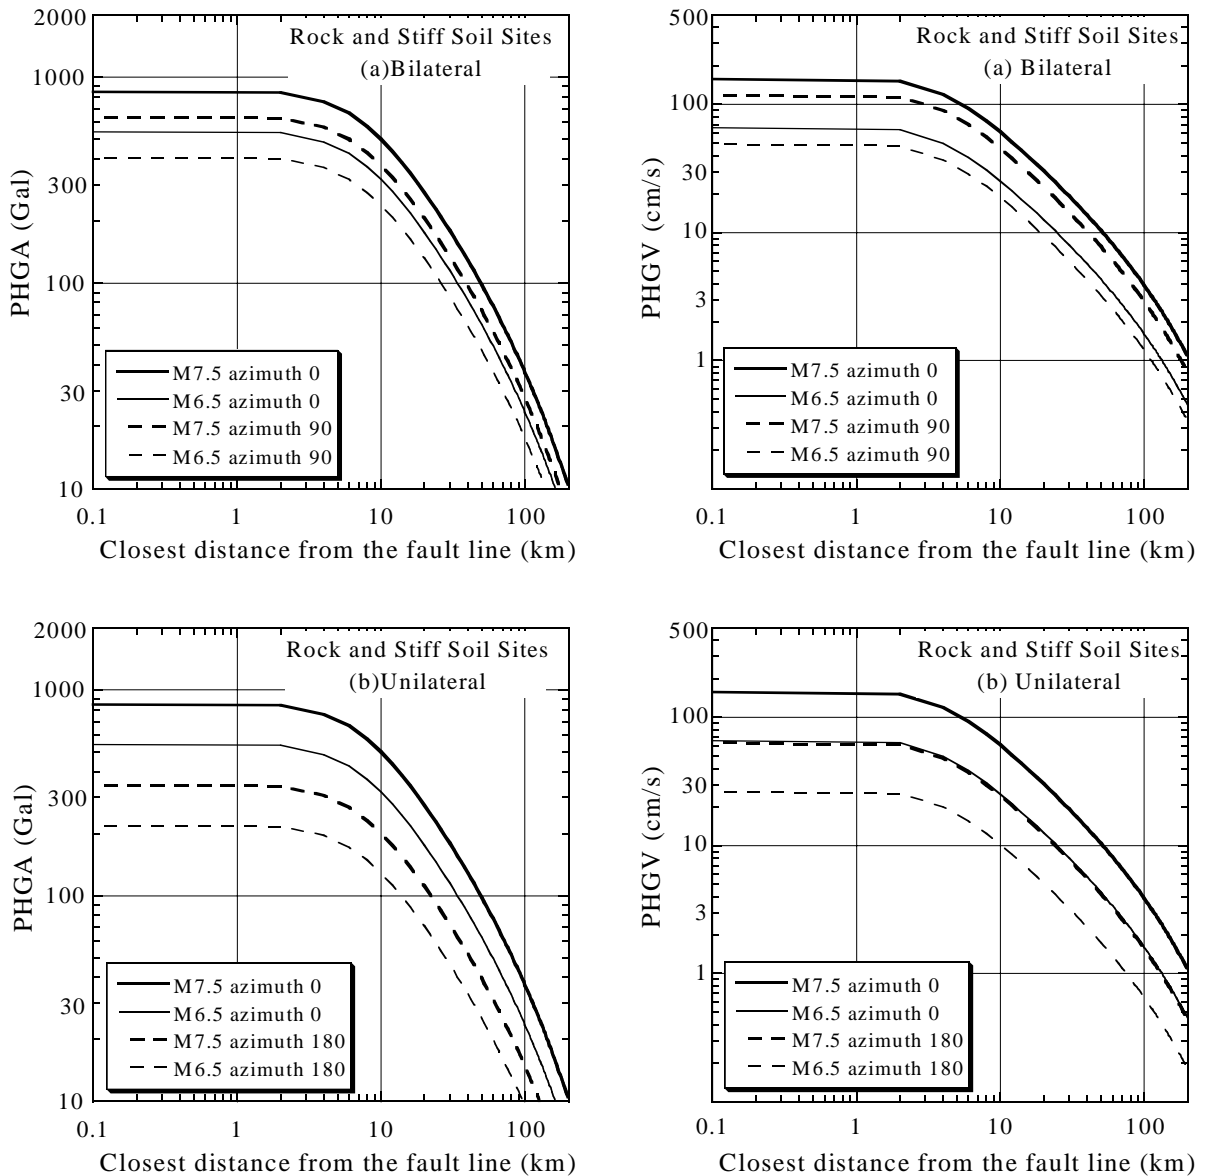 2000
1000
300
100
30
10
PHGA (Gal)
Rock and Stiff Soil Sites
(a)Bilateral
M7.5 azimuth 0
M6.5 azimuth 0
M7.5 azimuth 90
M6.5 azimuth 90
0.1 1 10 100
Closest distance from the fault line (km)
500
100
30
10
3
1
PHGV (cm/s)
Rock and Stiff Soil Sites
(a) Bilateral
M7.5 azimuth 0
M6.5 azimuth 0
M7.5 azimuth 90
M6.5 azimuth 90
0.1 1 10 100
Closest distance from the fault line (km)
2000
1000
300
100
30
10
PHGA (Gal)
Rock and Stiff Soil Sites
(b)Unilateral
M7.5 azimuth 0
M6.5 azimuth 0
M7.5 azimuth 180
M6.5 azimuth 180
0.1 1 10 100
Closest distance from the fault line (km)
500
100
30
10
3
1
PHGV (cm/s)
Rock and Stiff Soil Sites
(b) Unilateral
M7.5 azimuth 0
M6.5 azimuth 0
M7.5 azimuth 180
M6.5 azimuth 180
0.1 1 10 100
Closest distance from the fault line (km)